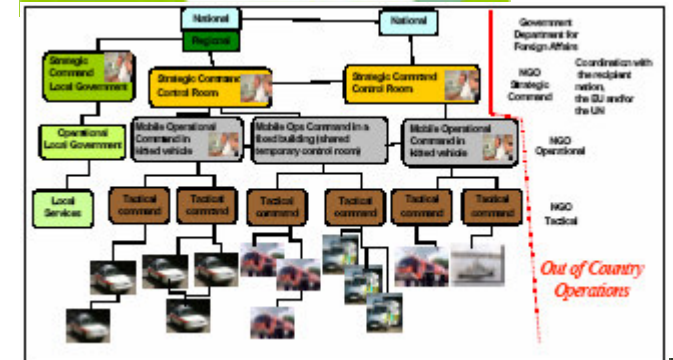 National
National
Regional
Strategic
Command
Local Government
Strategic Command
Control Room
Strategic Command
Control Room
Operational
Local Government
Mobile Operational
Command in
kitted vehicle
Mobile Ops Command in a
fixed building (shared
temporary control room)
Mobile Operational
Command in
kitted vehicle
Local
Services
Tactical
command
Tactical
command
Tactical
command
Tactical
command
Tactical
command
Tactical
command
Government
Department for
Foreign Affairs
NGO
Strategic
Command
Coordination with
the recipient
nation,
the EU and/or
the UN
NGO
Operational
NGO
Tactical
Out of Country
Operations